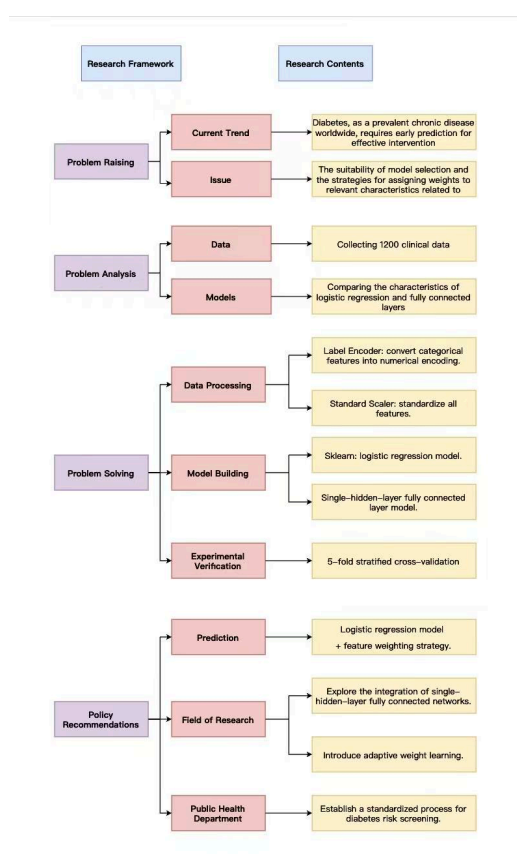 Research Framework
Research Contents
Problem Raising
Current Trend
Diabetes, as a prevalent chronic disease
worldwide, requires early prediction for
effective intervention
Issue
The suitability of model selection and
the strategies for assigning weights to
relevant characteristics related to
Problem Analysis
Data
Collecting 1200 clinical data
Models
Comparing the characteristics of
logistic regression and fully connected
layers
Problem Solving
Data Processing
Label Encoder: convert categorical
features into numerical encoding.
Standard Scaler: standardize all
features.
Model Building
Sklearn: logistic regression model.
Single-hidden-layer fully connected
layer model.
Experimental
Verification
5-fold stratified cross-validation
Policy
Recommendations
Prediction
Logistic regression model
+ feature weighting strategy.
Field of Research
Explore the integration of single-
hidden-layer fully connected networks.
Introduce adaptive weight learning.
Public Health
Department
Establish a standardized process for
diabetes risk screening.